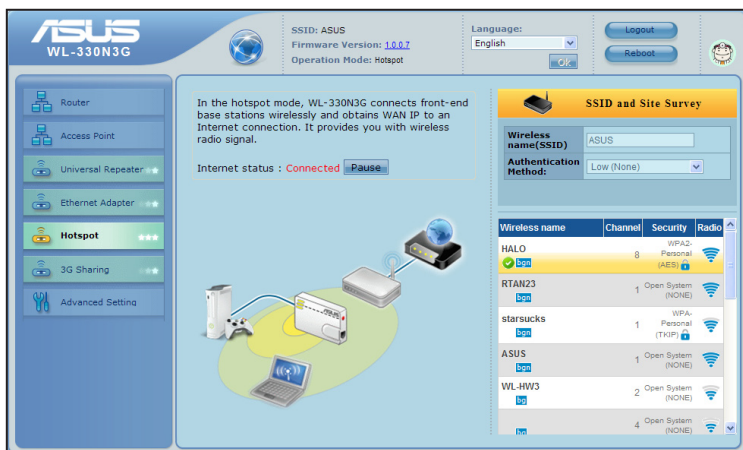 ASUS
WL-330N3G
SSID: ASUS
Firmware Version: 1.0.0.7
Operation Mode: Hotspot
Language:
English
Ok
Logout
Reboot
Router
Access Point
Universal Repeater
Ethernet Adapter
Hotspot
3G Sharing
Advanced Setting
In the hotspot mode, WL-330N3G connects front-end
base stations wirelessly and obtains WAN IP to an
Internet connection. It provides you with wireless
radio signal.
Internet status : Connected Pause
ASUS
SSID and Site Survey
Wireless
name(SSID)
ASUS
Authentication
Method:
Low (None)
Wireless name Channel Security Radio
HALO
bgn
8
WPA2-
Personal
(AES)
RTAN23
bgn
1
Open System
(NONE)
starsucks
bgn
1
WPA-
Personal
(TKIP)
ASUS
bgn
1
Open System
(NONE)
WL-HW3
bg
2
Open System
(NONE)
4
Open System
(NONE)